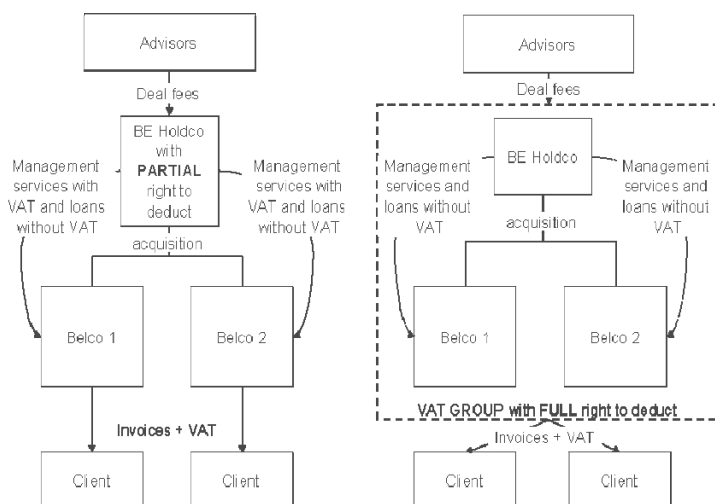 Advisors
Deal fees
BE Holdco
with
PARTIAL
right to
deduct
Management
services with
VAT and loans
without VAT
Management
services with
VAT and loans
without VAT
acquisition
Belco 1
Belco 2
Invoices + VAT
Client
Client
Advisors
Deal fees
BE Holdco
Management
services and
loans without
VAT
Management
services and
loans without
VAT
acquisition
Belco 1
Belco 2
VAT GROUP with FULL right to deduct
Invoices + VAT
Client
Client